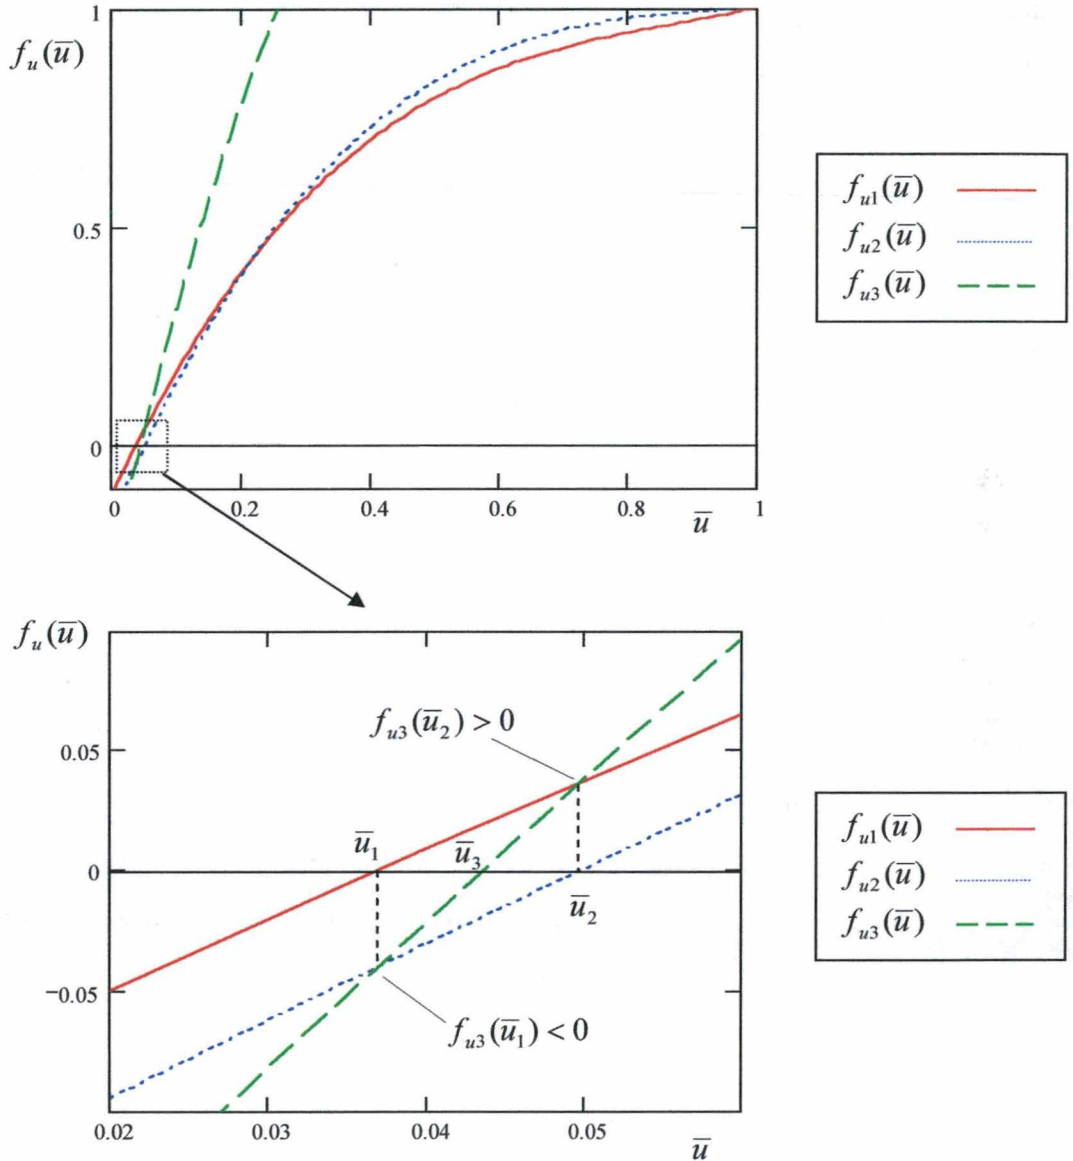 1
f_u(ū)
0.5
0
0 0.2 0.4 0.6 0.8 1
ū
f_u1(ū)
f_u2(ū)
f_u3(ū)
f_u(ū)
f_u3(ū_2) > 0
0.05
ū_1 ū_3
0
ū_2
−0.05
f_u3(ū_1) < 0
0.02 0.03 0.04 0.05
ū
f_u1(ū)
f_u2(ū)
f_u3(ū)